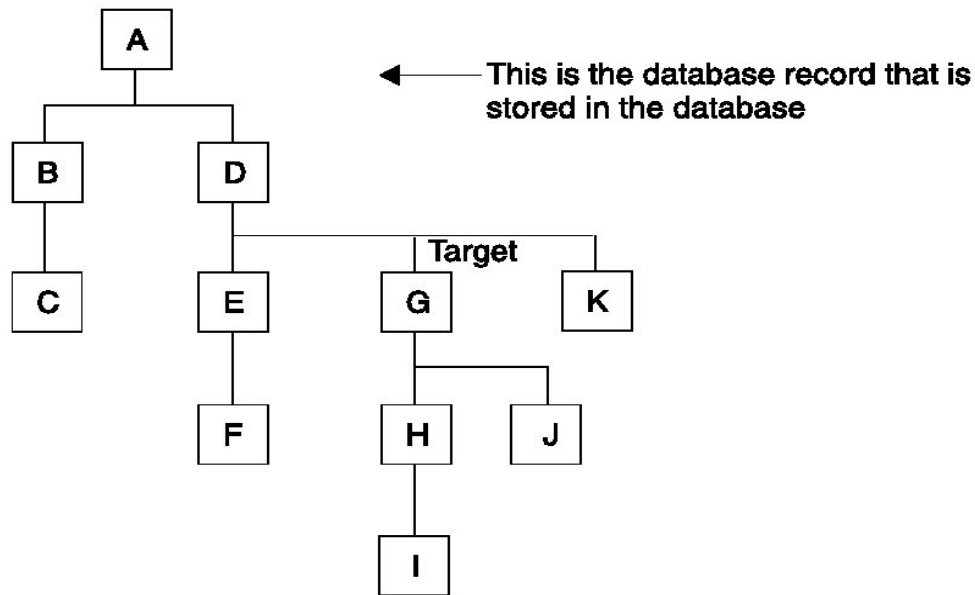 A
This is the database record that is
stored in the database
B D
Target
C E G K
F H J
I